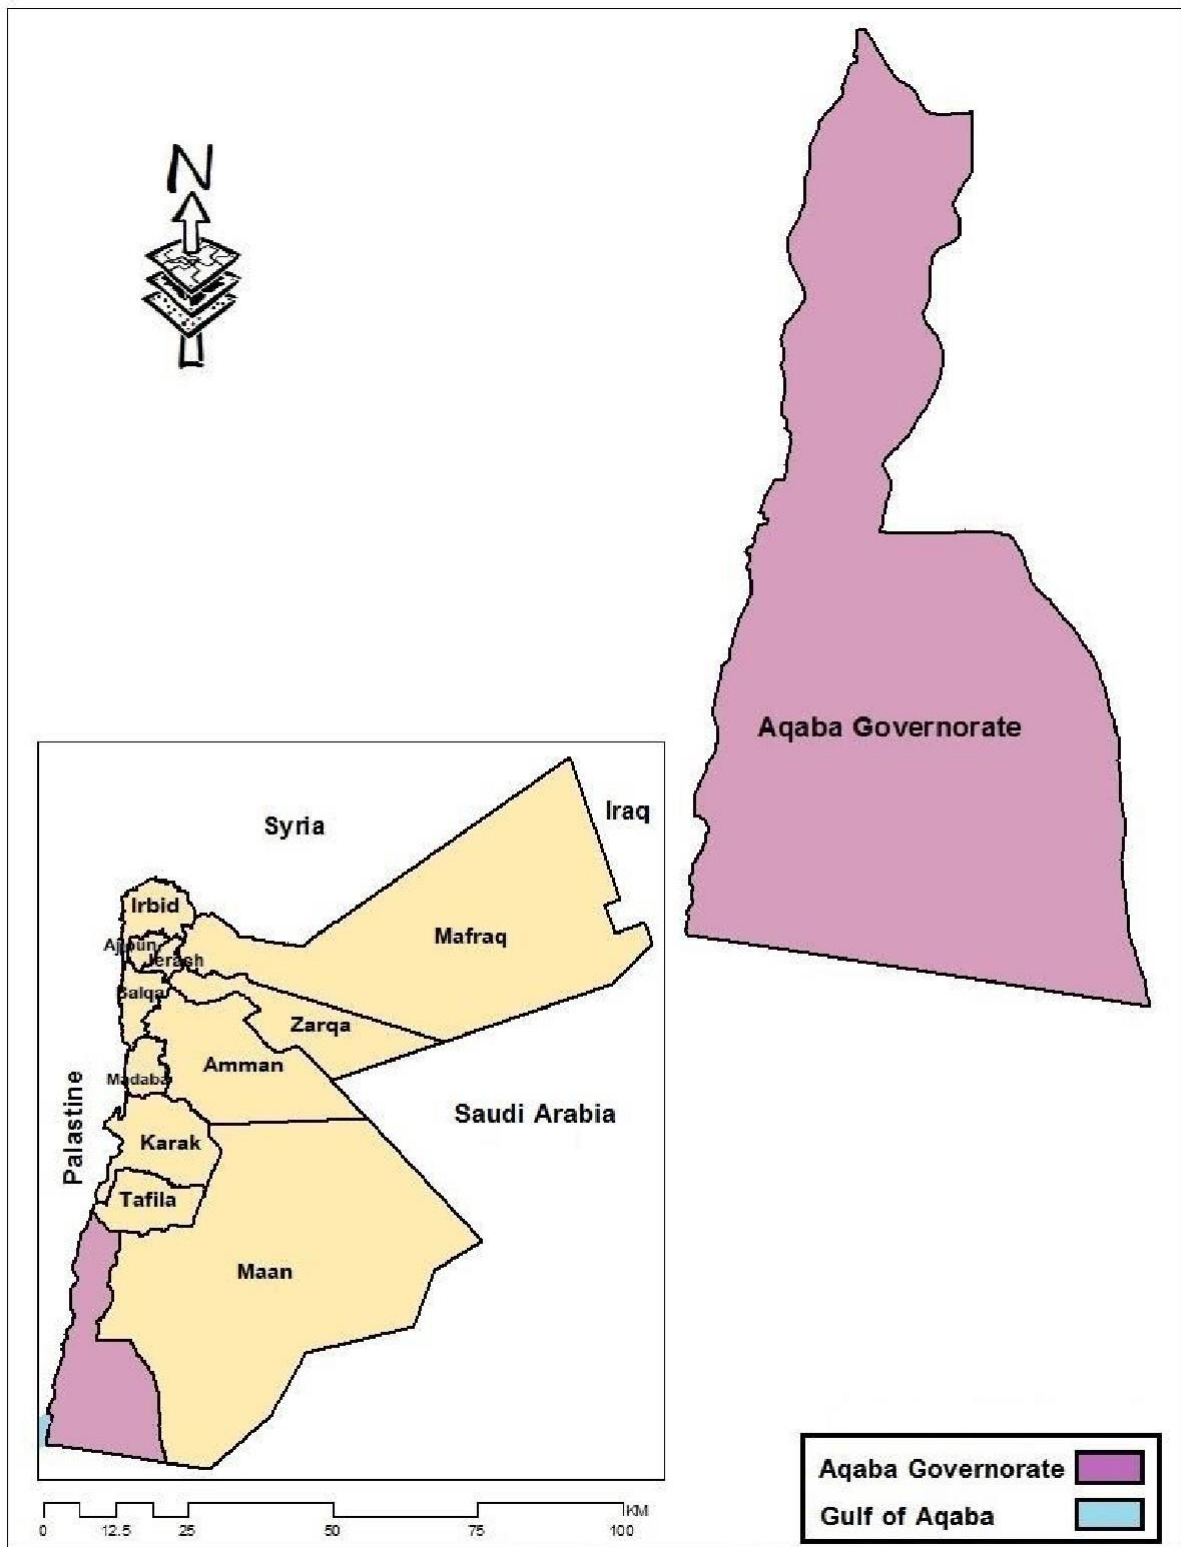 N
Aqaba Governorate
Syria
Iraq
Irbid
Mafraq
Ajloun
Jerash
Balqa
Zarqa
Amman
Madaba
Palastine
Saudi Arabia
Karak
Tafila
Maan
Aqaba Governorate
Gulf of Aqaba
KM
0 12.5 25 50 75 100